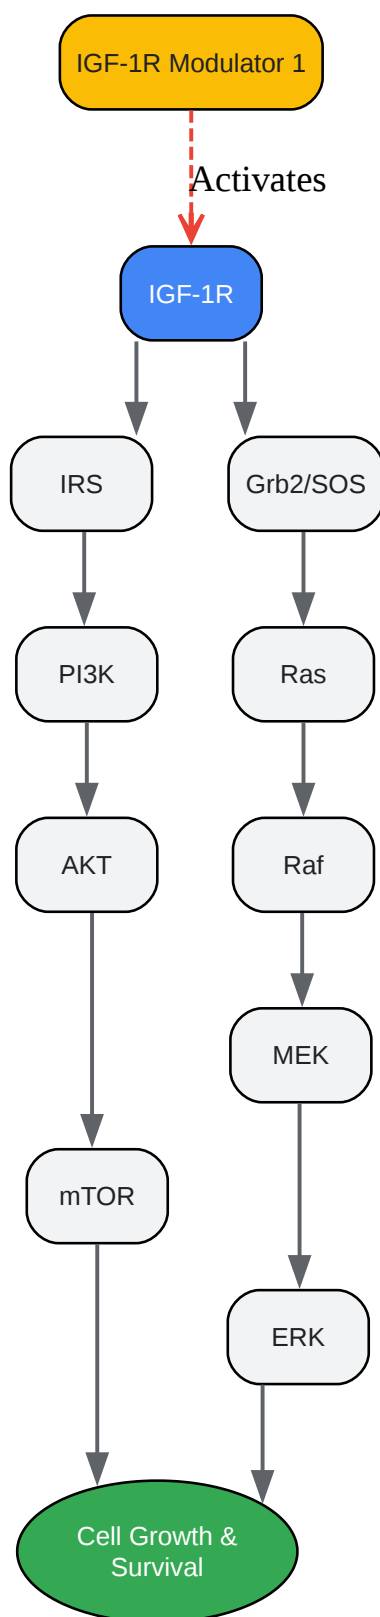 IGF-1R Modulator 1
Activates
IGF-1R
IRS
Grb2/SOS
PI3K
Ras
AKT
Raf
MEK
mTOR
ERK
Cell Growth &
Survival